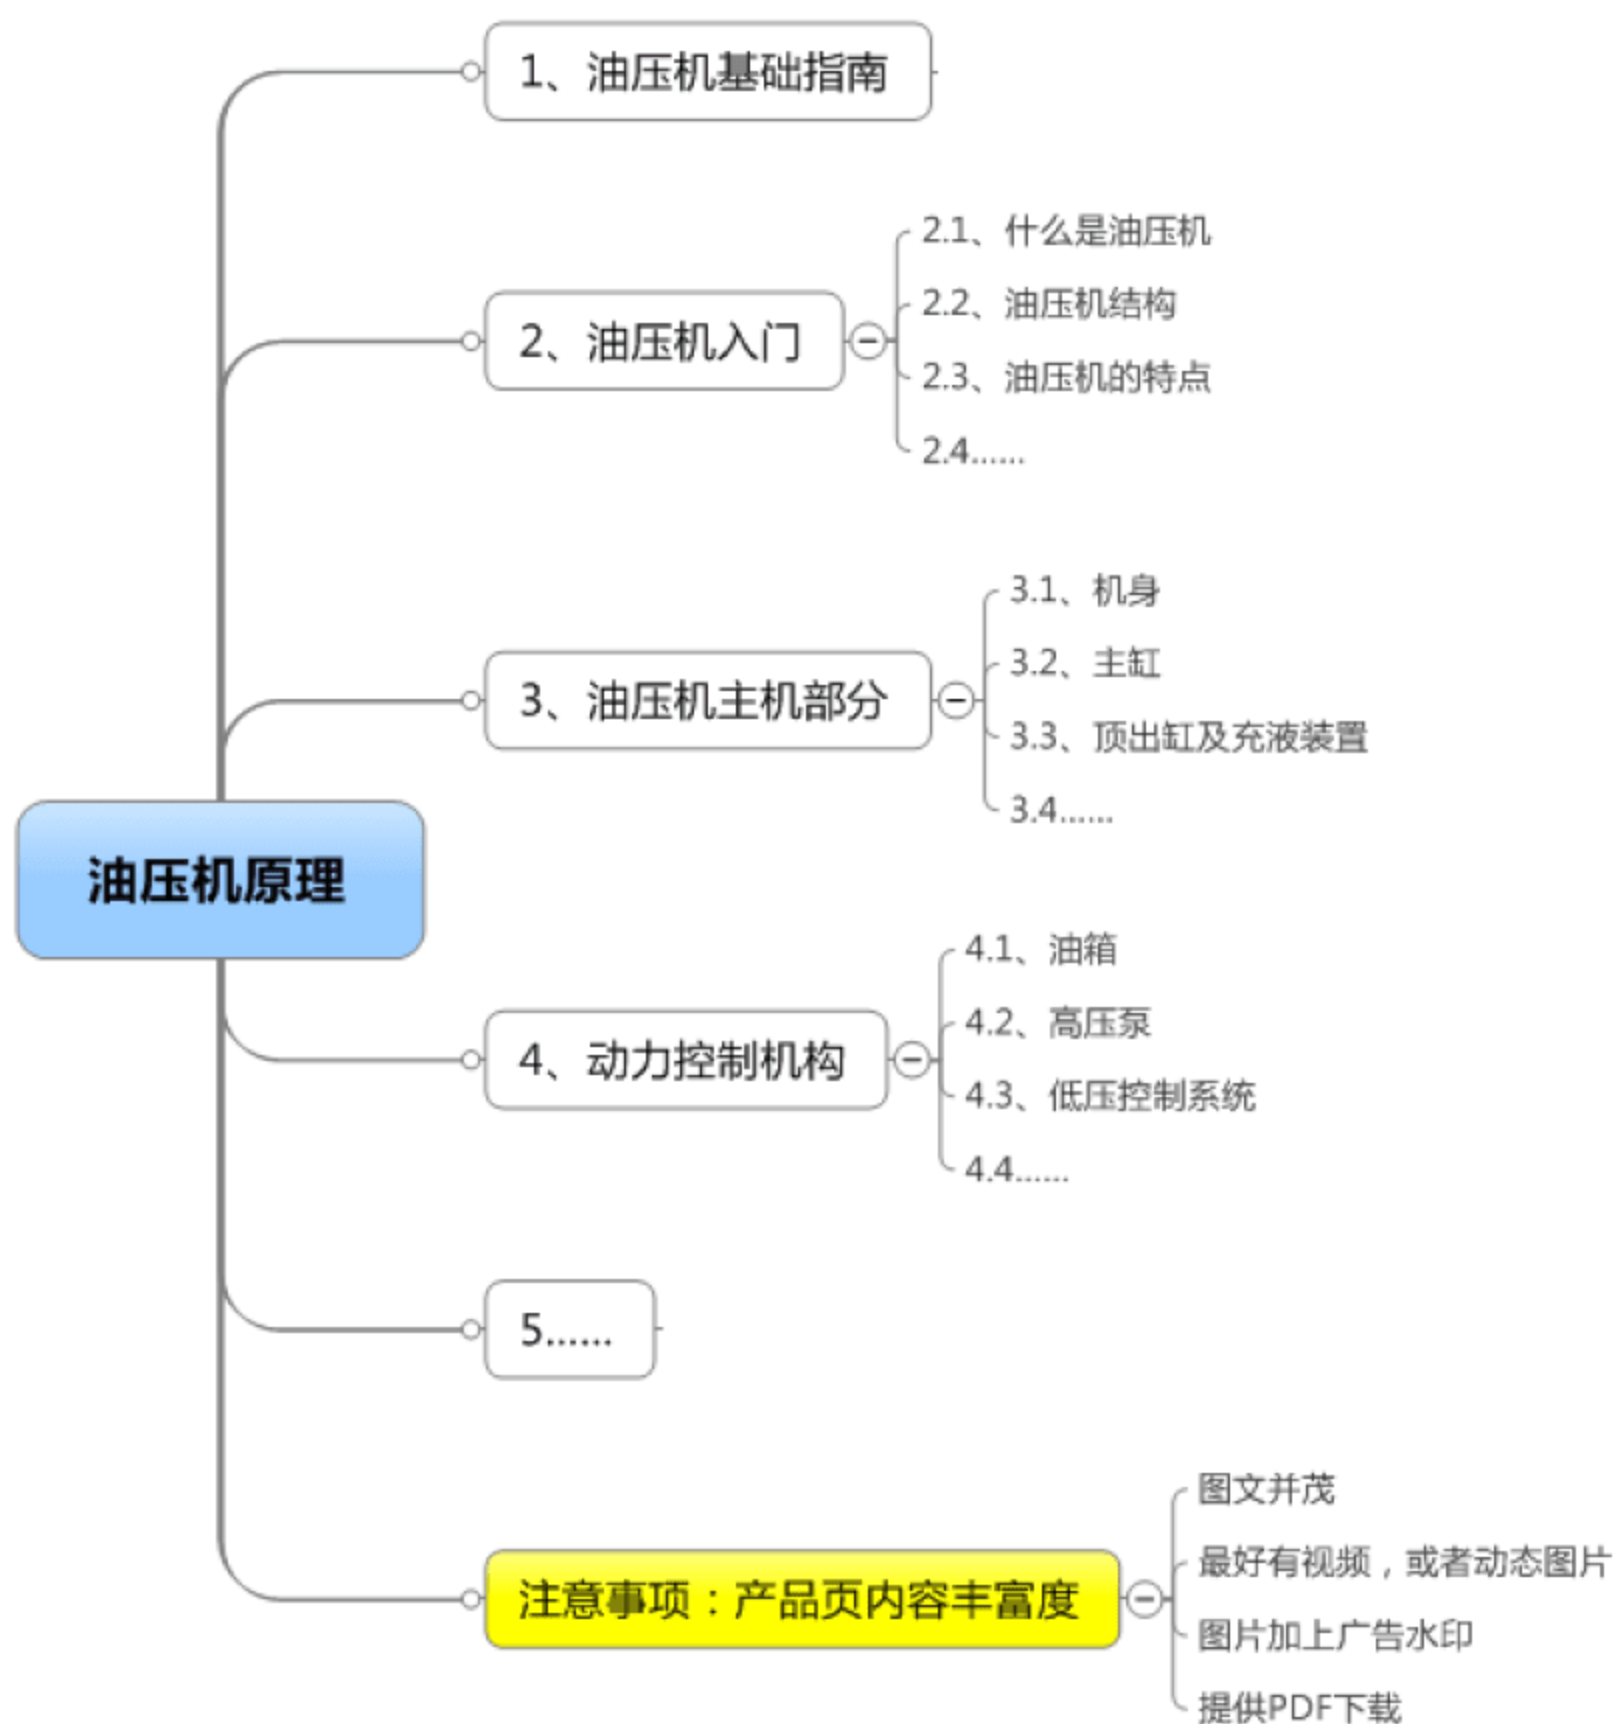 1、油压机基础指南
2、油压机入门
2.1、什么是油压机
2.2、油压机结构
2.3、油压机的特点
2.4……
3、油压机主机部分
3.1、机身
3.2、主缸
3.3、顶出缸及充液装置
3.4……
油压机原理
4、动力控制机构
4.1、油箱
4.2、高压泵
4.3、低压控制系统
4.4……
5……
注意事项：产品页内容丰富度
图文并茂
最好有视频，或者动态图片
图片加上广告水印
提供PDF下载